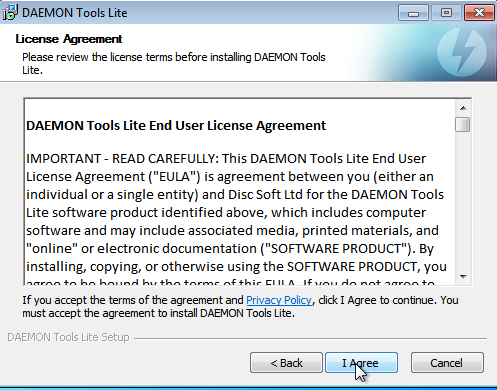 DAEMON Tools Lite
License Agreement
Please review the license terms before installing DAEMON Tools
Lite.
DAEMON Tools Lite End User License Agreement
IMPORTANT - READ CAREFULLY: This DAEMON Tools Lite End
User License Agreement ("EULA") is agreement between you (either an
individual or a single entity) and Disc Soft Ltd for the DAEMON Tools
Lite software product identified above, which includes computer
software and may include associated media, printed materials, and
"online" or electronic documentation ("SOFTWARE PRODUCT"). By
installing, copying, or otherwise using the SOFTWARE PRODUCT, you
agree to be bound by the terms of this EULA. If you do not agree to
If you accept the terms of the agreement and Privacy Policy, click I Agree to continue. You
must accept the agreement to install DAEMON Tools Lite.
DAEMON Tools Lite Setup
< Back
I Agree
Cancel